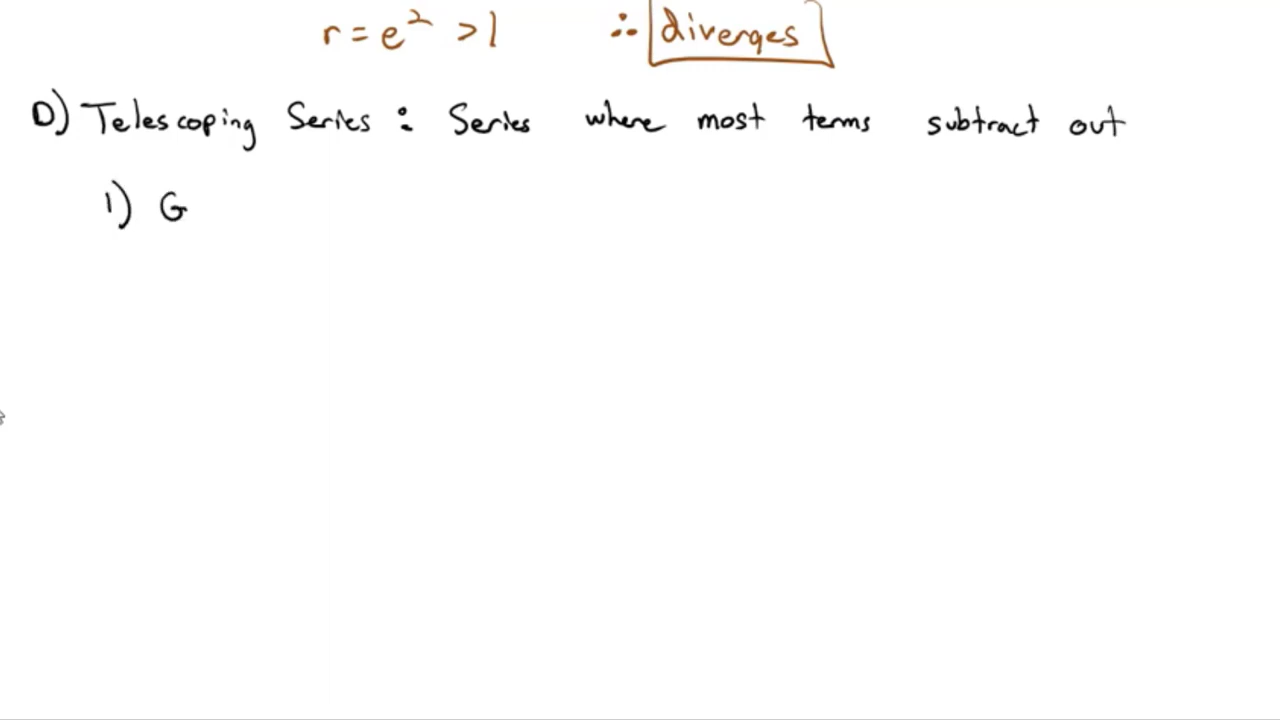 r = e² > 1 ∴ diverges
D) Telescoping Series : Series where most terms subtract out
1) G